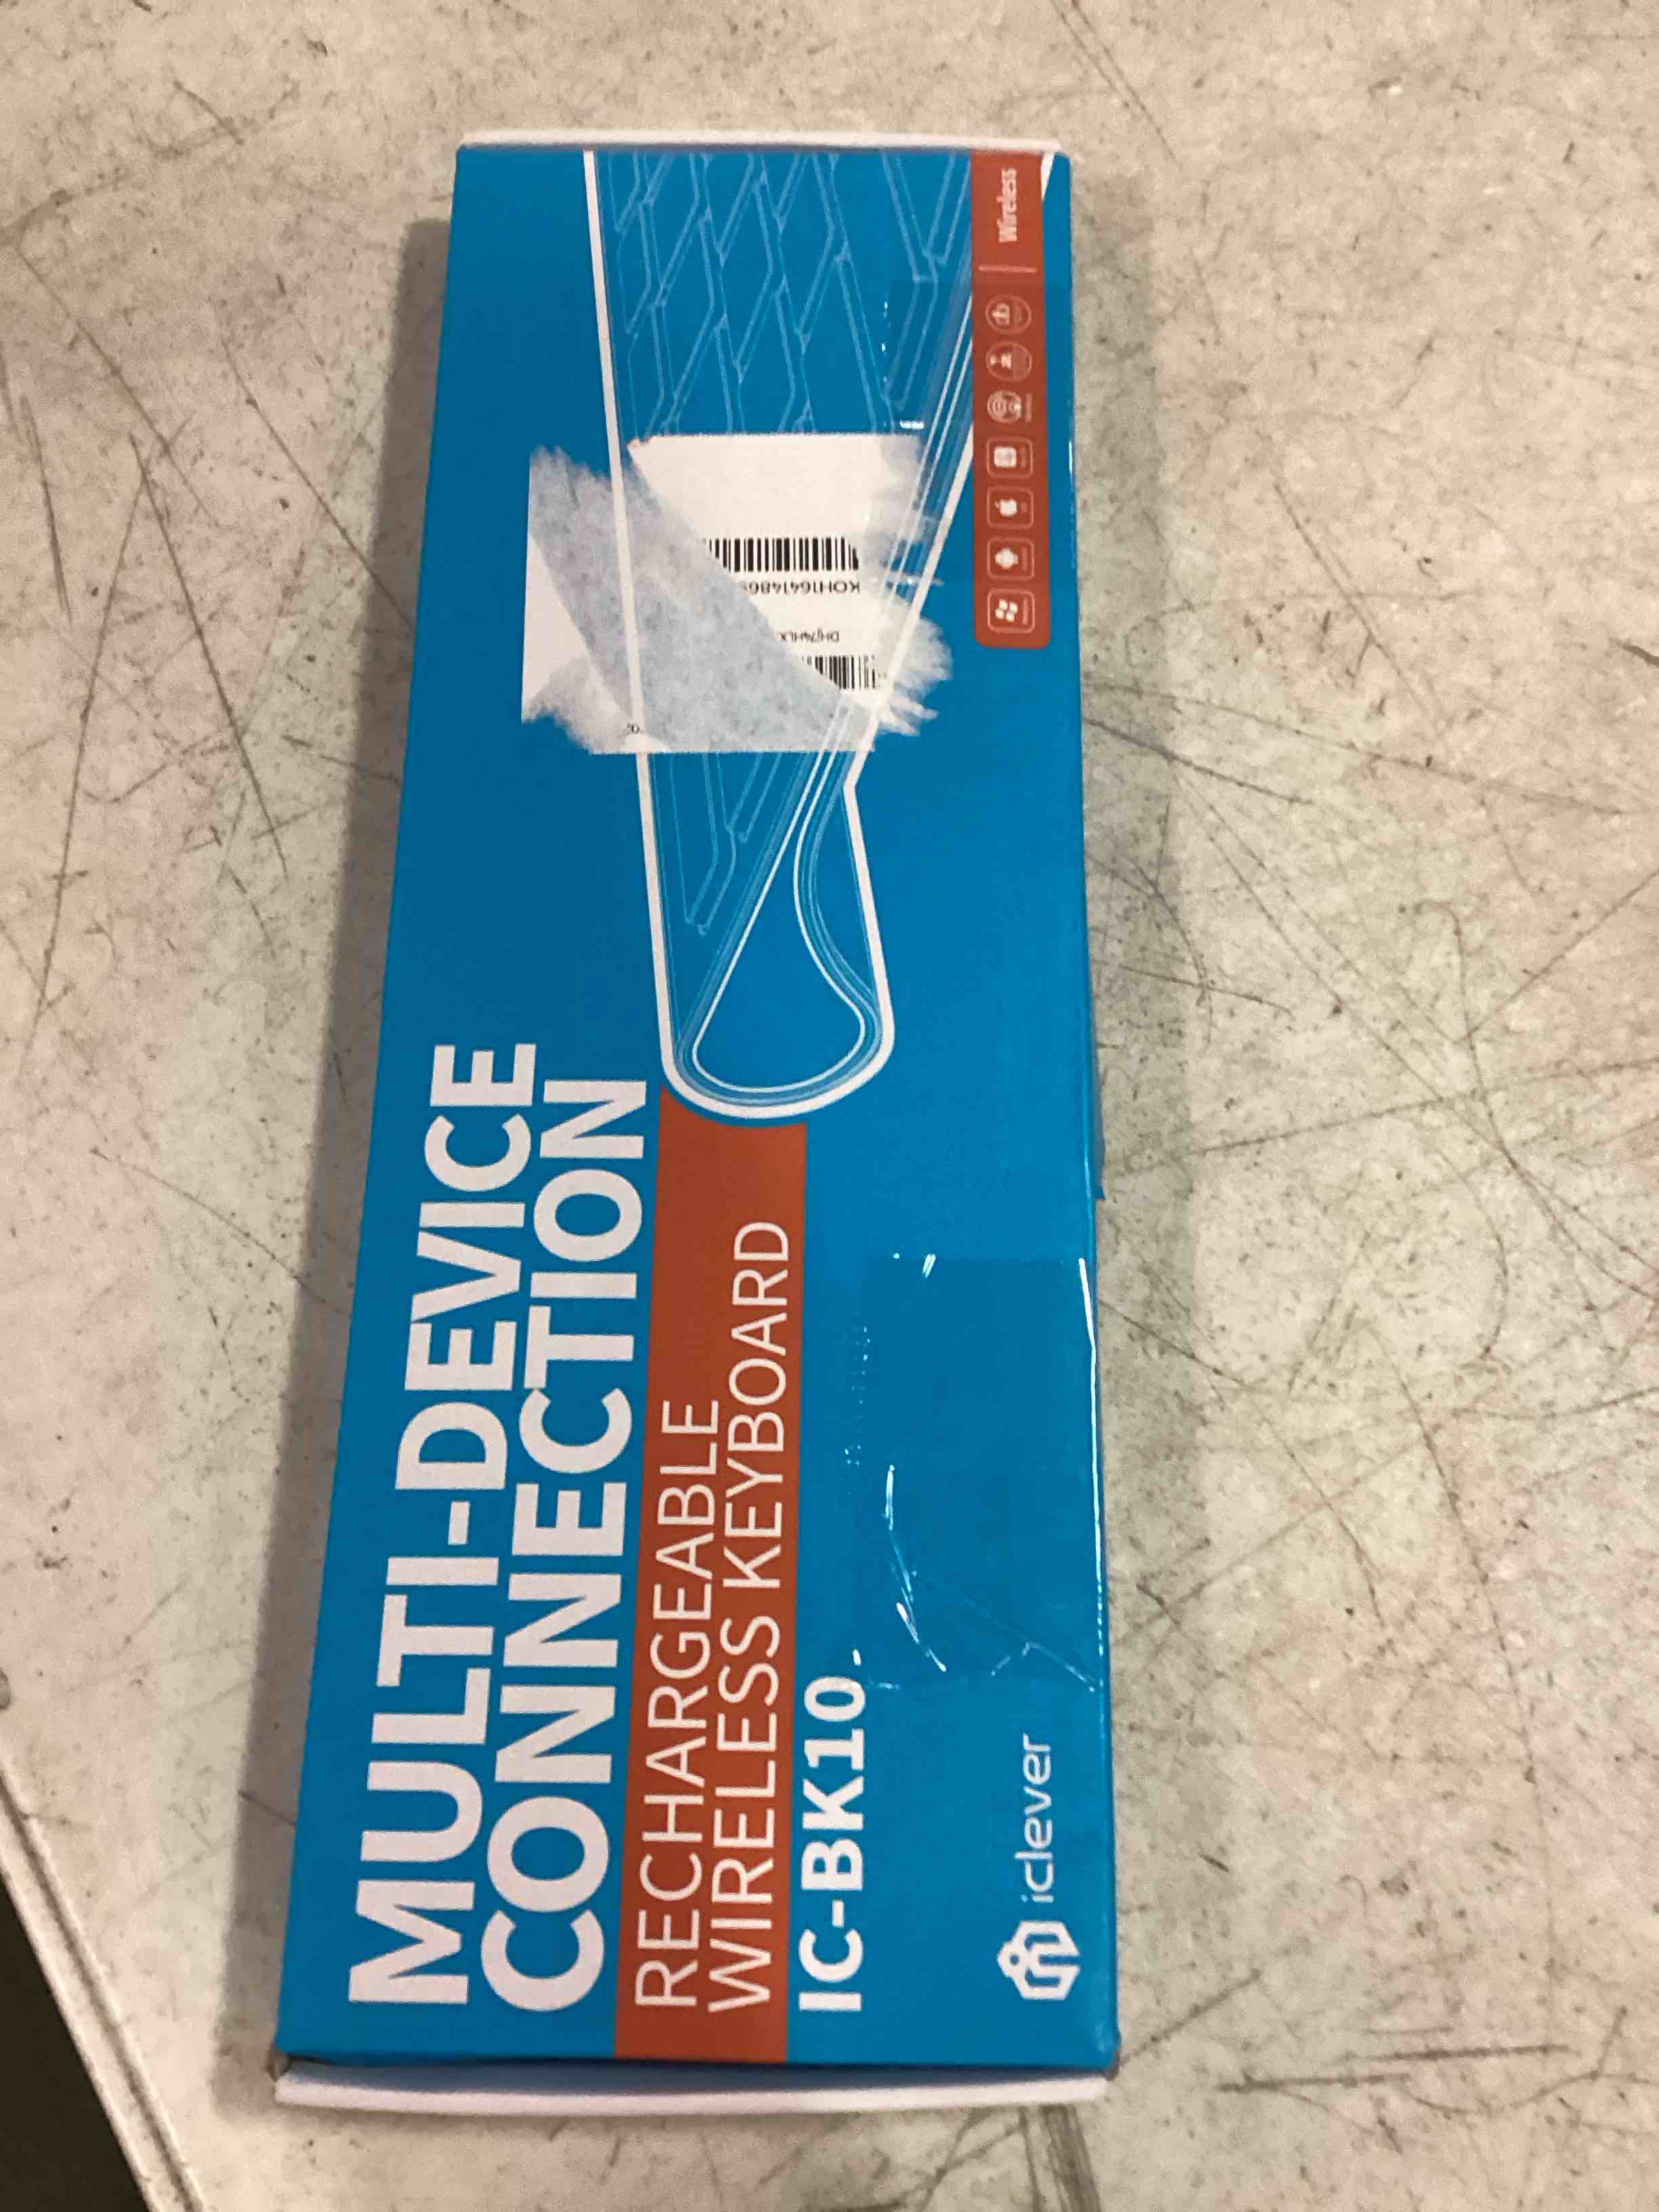 MULTI-DEVICE
CONNECTION
RECHARGEABLE
WIRELESS KEYBOARD
IC-BK10
iclever
Wireless